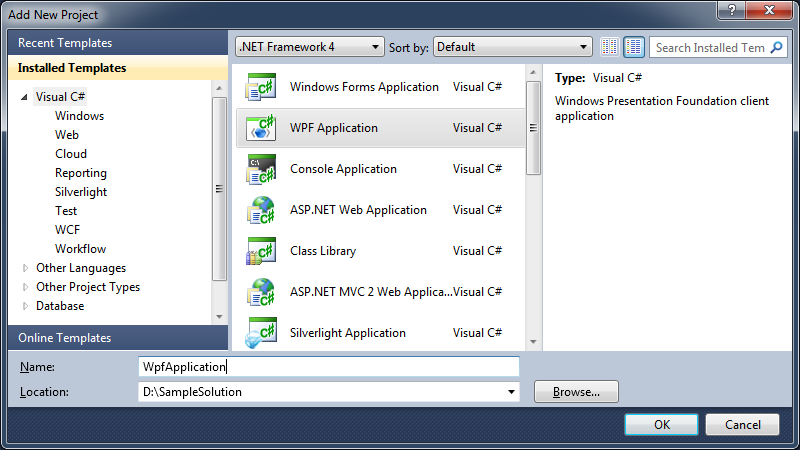 Add New Project
Recent Templates
Installed Templates
Visual C#
Windows
Web
Cloud
Reporting
Silverlight
Test
WCF
Workflow
Other Languages
Other Project Types
Database
Online Templates
.NET Framework 4 Sort by: Default Search Installed Tem
Windows Forms Application Visual C#
WPF Application Visual C#
Console Application Visual C#
ASP.NET Web Application Visual C#
Class Library Visual C#
ASP.NET MVC 2 Web Applica... Visual C#
Silverlight Application Visual C#
Type: Visual C#
Windows Presentation Foundation client
application
Name: WpfApplication
Location: D:\SampleSolution Browse...
OK Cancel